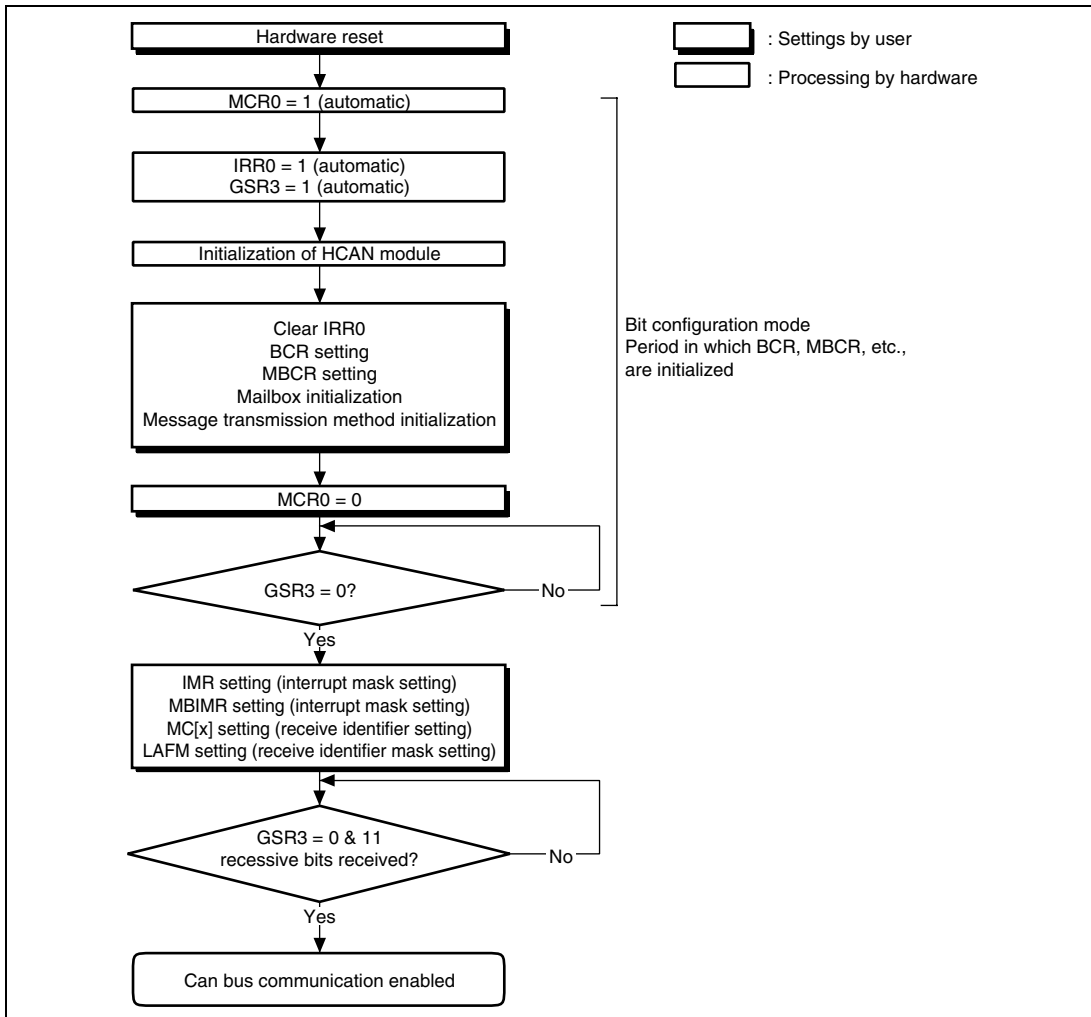 Hardware reset
: Settings by user
: Processing by hardware
MCR0 = 1 (automatic)
IRR0 = 1 (automatic)
GSR3 = 1 (automatic)
Initialization of HCAN module
Clear IRR0
BCR setting
MBCR setting
Mailbox initialization
Message transmission method initialization
Bit configuration mode
Period in which BCR, MBCR, etc.,
are initialized
MCR0 = 0
GSR3 = 0?
No
Yes
IMR setting (interrupt mask setting)
MBIMR setting (interrupt mask setting)
MC[x] setting (receive identifier setting)
LAFM setting (receive identifier mask setting)
GSR3 = 0 & 11
recessive bits received?
No
Yes
Can bus communication enabled